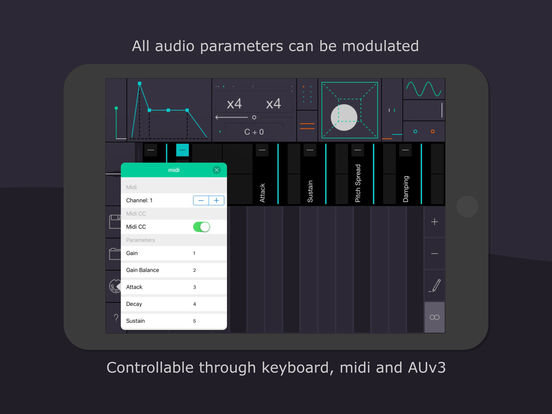 All audio parameters can be modulated
x4 x4
C + 0
midi
Midi
Channel: 1 − +
Midi CC
Midi CC
Parameters
Gain 1
Gain Balance 2
Attack 3
Decay 4
Sustain 5
Attack
Sustain
Pitch Spread
Damping
+
−
?
∞
Controllable through keyboard, midi and AUv3